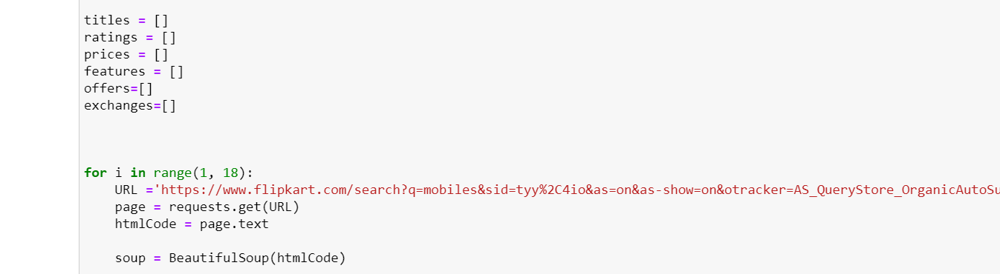 titles = []
ratings = []
prices = []
features = []
offers=[]
exchanges=[]
for i in range(1, 18):
    URL ='https://www.flipkart.com/search?q=mobiles&sid=tyy%2C4io&as=on&as-show=on&otracker=AS_QueryStore_OrganicAutoSu
    page = requests.get(URL)
    htmlCode = page.text
    soup = BeautifulSoup(htmlCode)